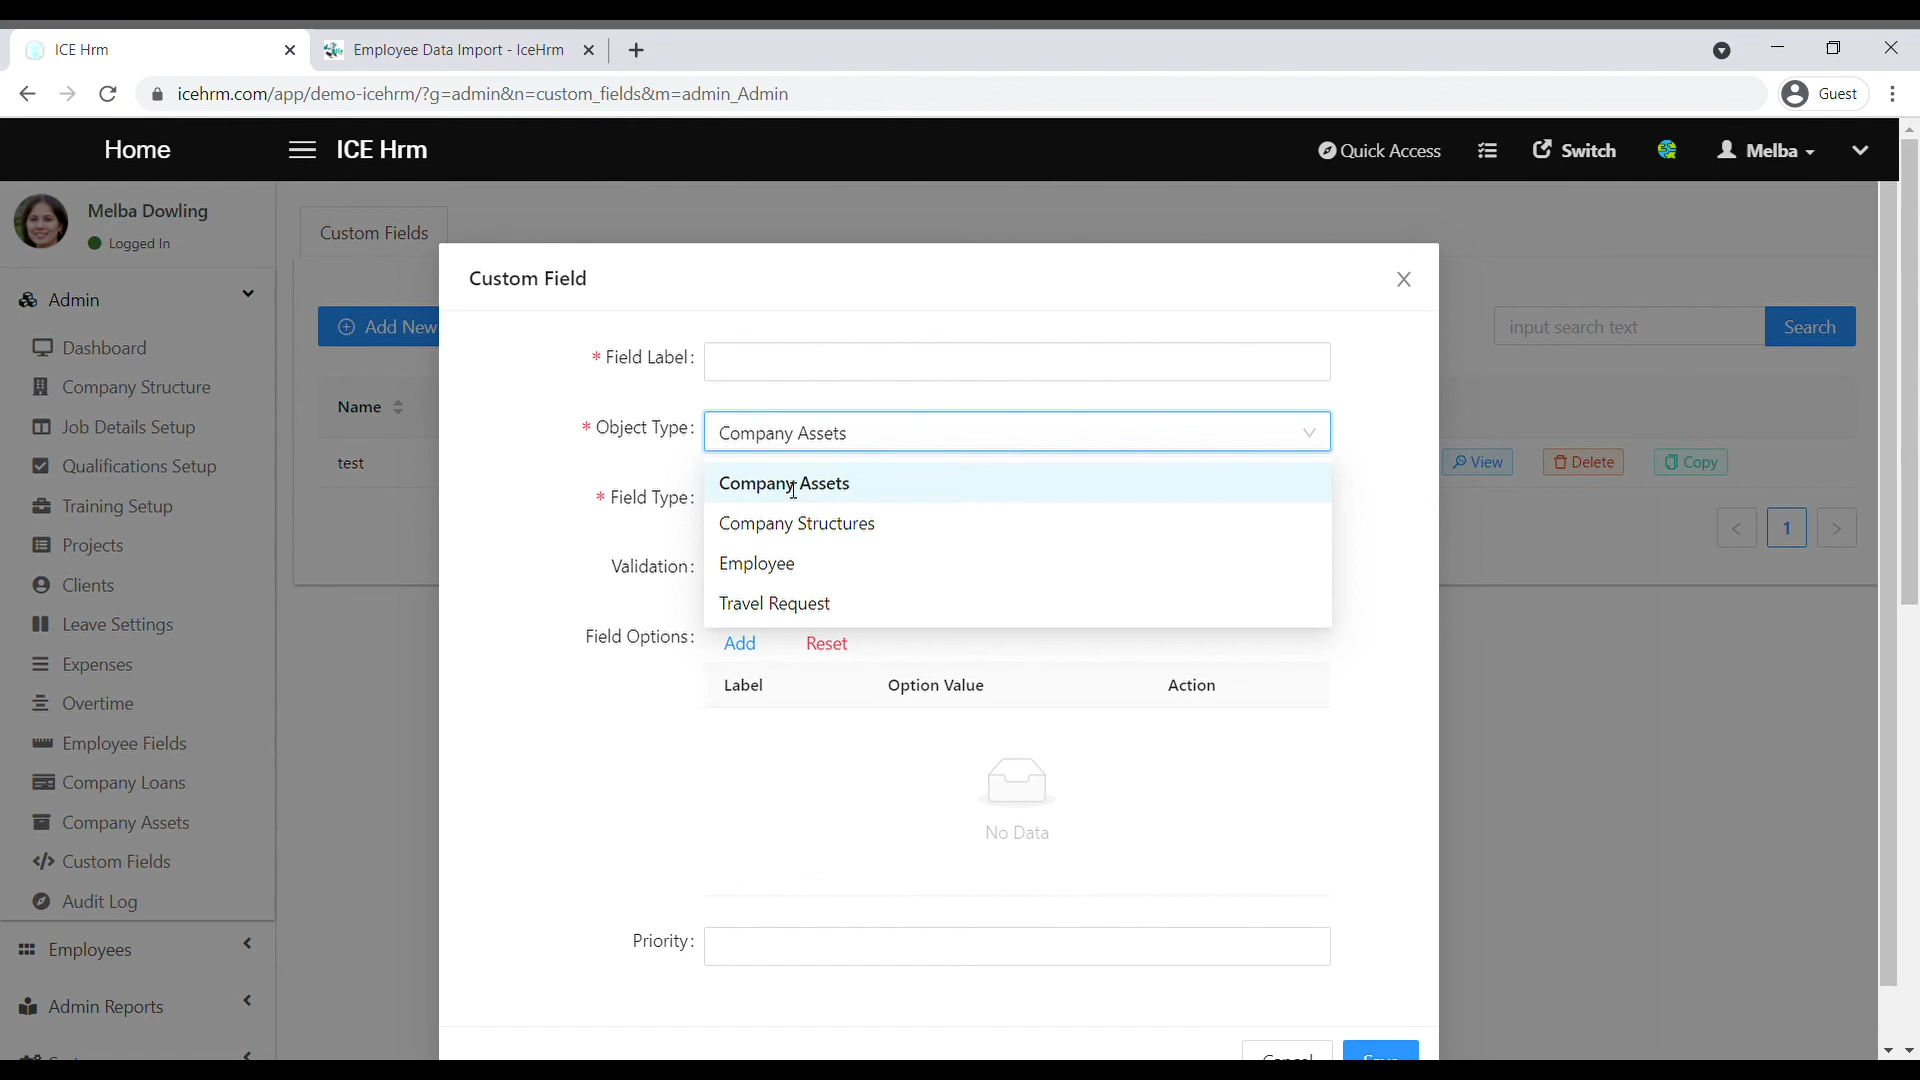 ICE Hrm
Employee Data Import - IceHrm
icehrm.com/app/demo-icehrm/?g=admin&n=custom_fields&m=admin_Admin
Guest
Home
ICE Hrm
Quick Access
Switch
Melba
Melba Dowling
Logged In
Admin
Dashboard
Company Structure
Job Details Setup
Qualifications Setup
Training Setup
Projects
Clients
Leave Settings
Expenses
Overtime
Employee Fields
Company Loans
Company Assets
Custom Fields
Audit Log
Employees
Admin Reports
Custom Fields
Add New
input search text
Search
Name
test
View
Delete
Copy
< 1 >
Custom Field
* Field Label:
* Object Type: Company Assets
Company Assets
* Field Type:
Company Structures
Validation:
Employee
Travel Request
Field Options:
Add Reset
Label Option Value Action
No Data
Priority:
Cancel
Save